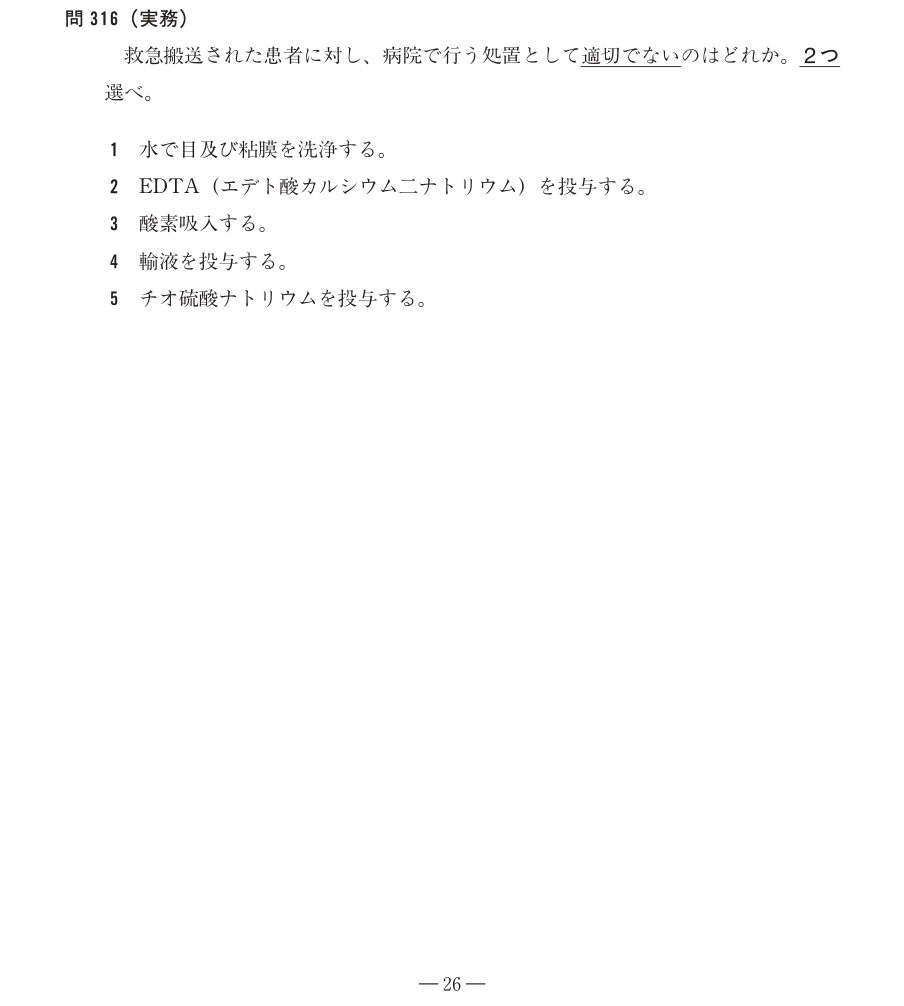 問 316（実務）
救急搬送された患者に対し、病院で行う処置として適切でないのはどれか。２つ
選べ。
1 水で目及び粘膜を洗浄する。
2 EDTA（エデト酸カルシウム二ナトリウム）を投与する。
3 酸素吸入する。
4 輸液を投与する。
5 チオ硫酸ナトリウムを投与する。
— 26 —